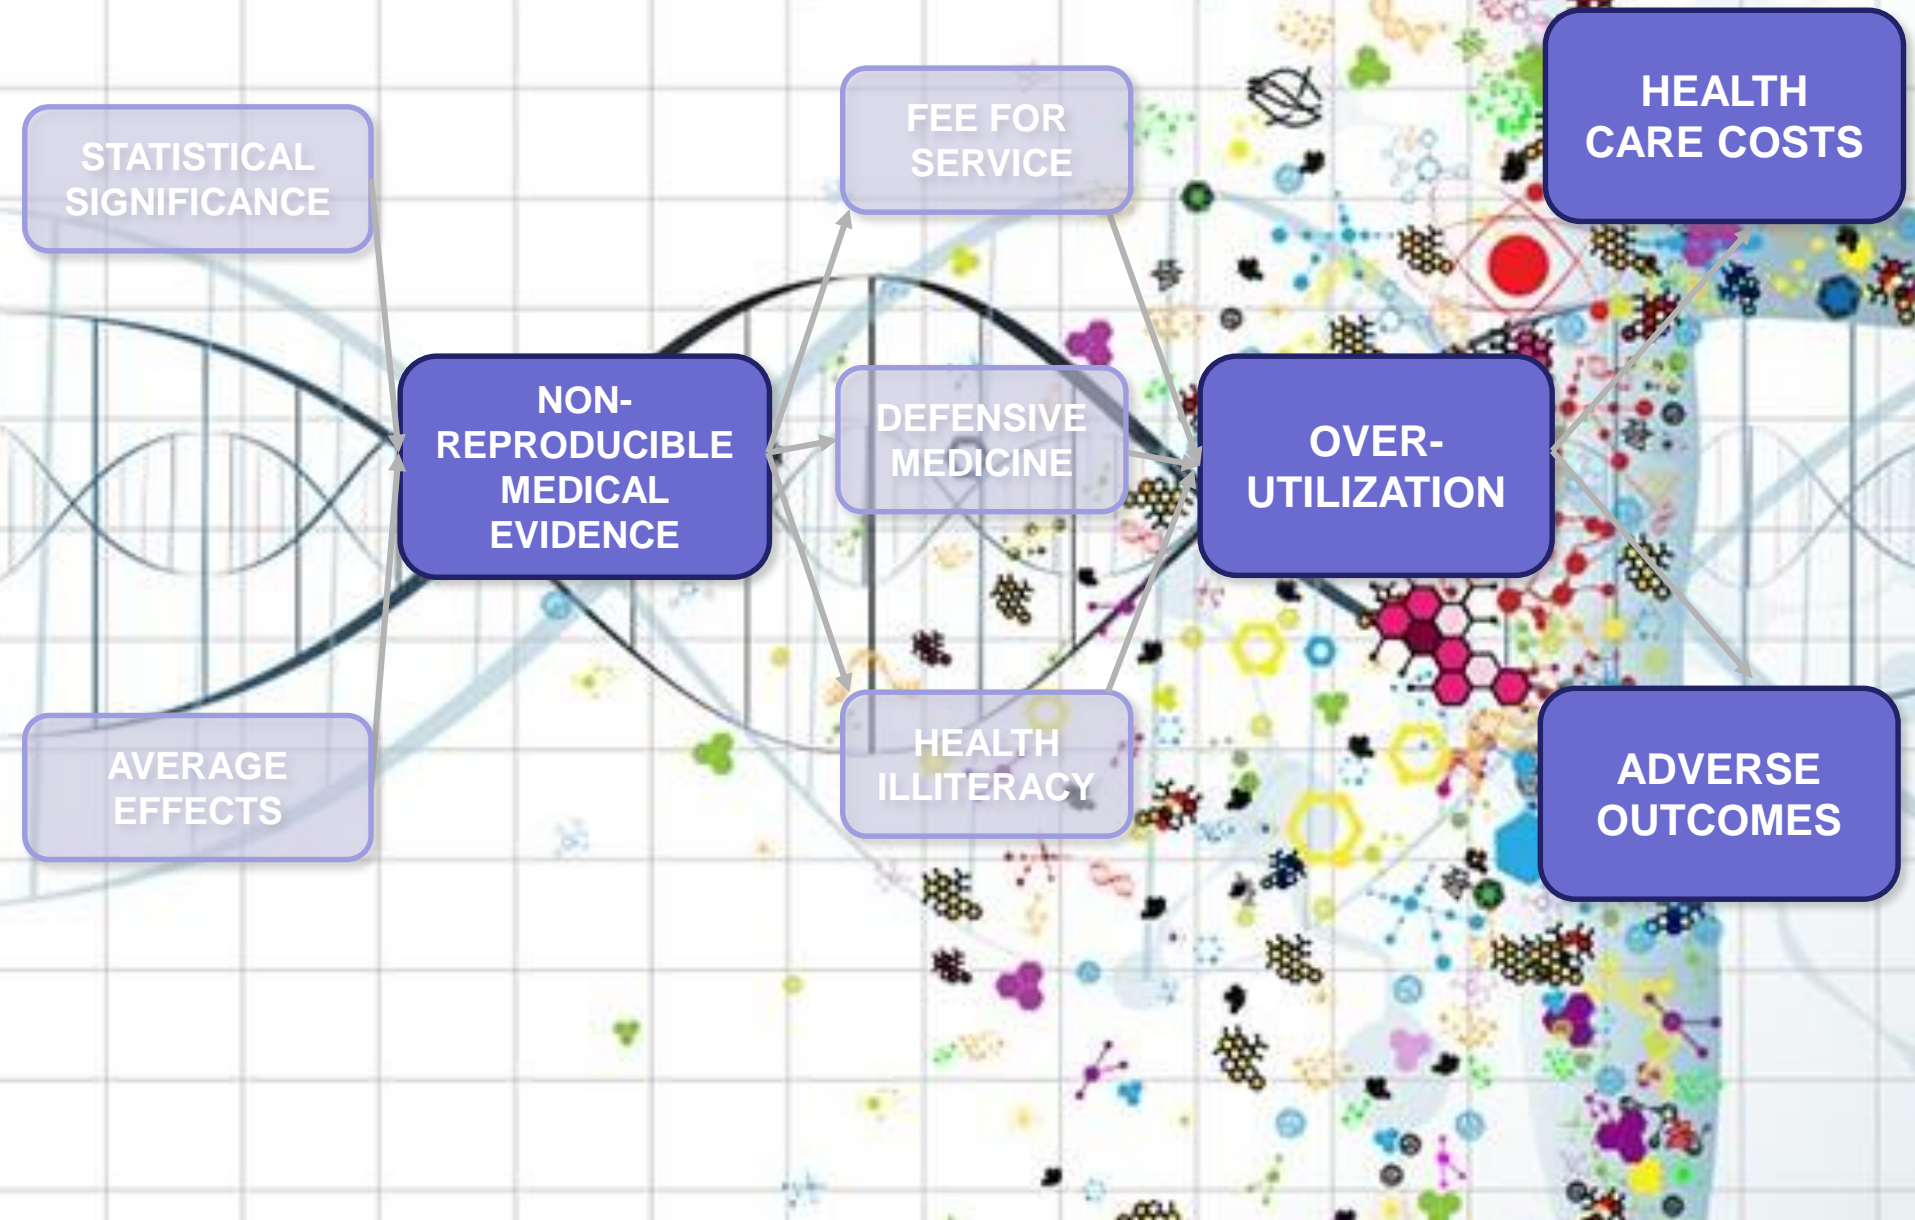 STATISTICAL
SIGNIFICANCE
AVERAGE
EFFECTS
NON-
REPRODUCIBLE
MEDICAL
EVIDENCE
FEE FOR
SERVICE
DEFENSIVE
MEDICINE
HEALTH
ILLITERACY
OVER-
UTILIZATION
HEALTH
CARE COSTS
ADVERSE
OUTCOMES